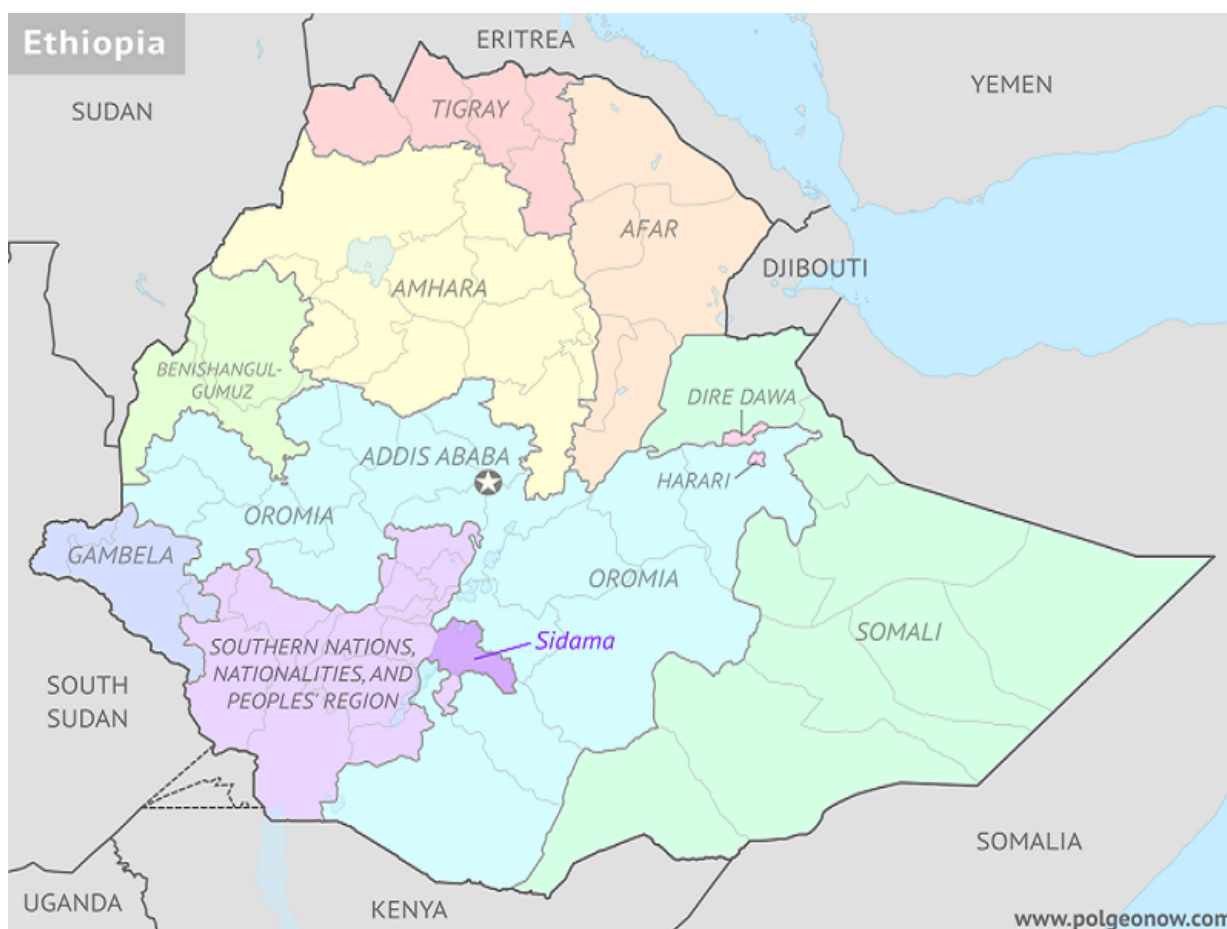 Ethiopia
ERITREA
YEMEN
SUDAN
TIGRAY
AFAR
DJIBOUTI
AMHARA
BENISHANGUL-
GUMUZ
DIRE DAWA
ADDIS ABABA
HARARI
OROMIA
GAMBELA
OROMIA
SOMALI
Sidama
SOUTHERN NATIONS,
NATIONALITIES, AND
PEOPLES' REGION
SOUTH
SUDAN
SOMALIA
UGANDA
KENYA
www.polgeonow.com